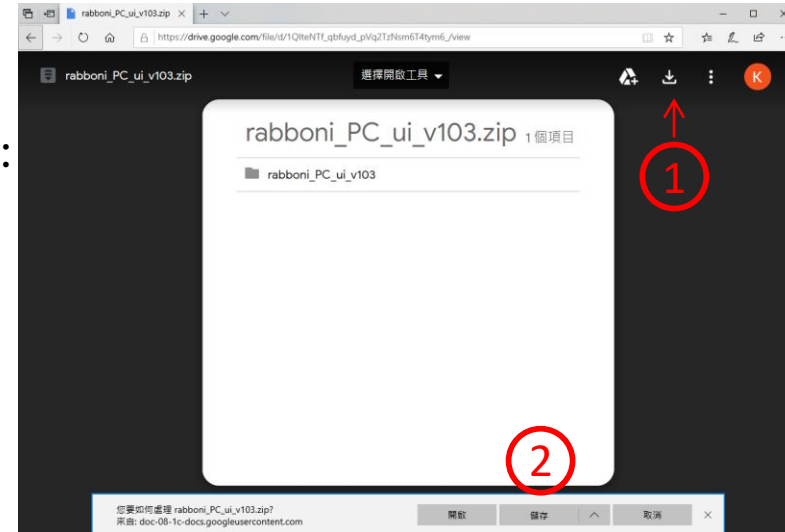 rabboni_PC_ui_v103.zip
https://drive.google.com/file/d/1QlteNTf_qbfuyd_pVq2TzNsm6T4tym6_/view
rabboni_PC_ui_v103.zip
選擇開啟工具
K
:
rabboni_PC_ui_v103.zip 1 個項目
rabboni_PC_ui_v103
1
2
您要如何處理 rabboni_PC_ui_v103.zip?
來自: doc-08-1c-docs.googleusercontent.com
開啟
儲存
取消